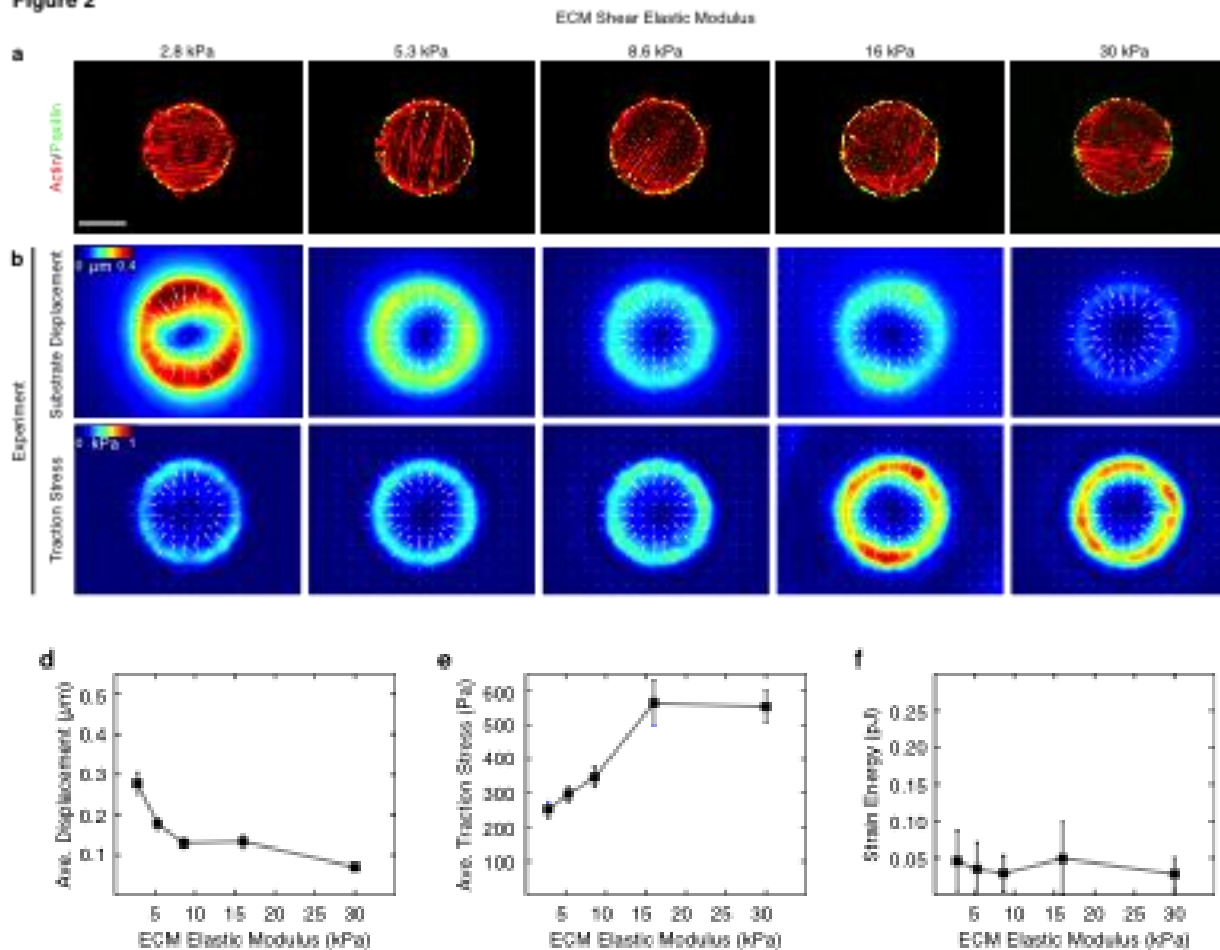 Figure 2
ECM Shear Elastic Modulus
2.8 kPa 5.3 kPa 8.6 kPa 16 kPa 30 kPa
a
Actin/Paxillin
b
0 µm 0.4
Substrate Displacement
Experiment
0 kPa 1
Traction Stress
d
Ave. Displacement (µm)
0.5
0.4
0.3
0.2
0.1
5 10 15 20 25 30
ECM Elastic Modulus (kPa)
e
Ave. Traction Stress (Pa)
600
500
400
300
200
100
5 10 15 20 25 30
ECM Elastic Modulus (kPa)
f
Strain Energy (pJ)
0.25
0.20
0.15
0.10
0.05
5 10 15 20 25 30
ECM Elastic Modulus (kPa)